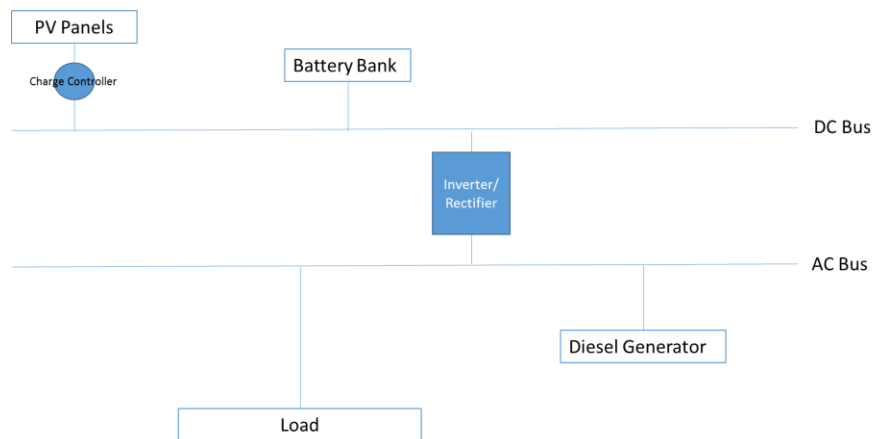 PV Panels
Charge Controller
Battery Bank
DC Bus
Inverter/
Rectifier
AC Bus
Diesel Generator
Load